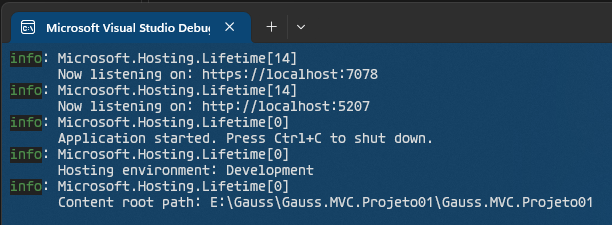 Microsoft Visual Studio Debug
info: Microsoft.Hosting.Lifetime[14]
Now listening on: https://localhost:7078
info: Microsoft.Hosting.Lifetime[14]
Now listening on: http://localhost:5207
info: Microsoft.Hosting.Lifetime[0]
Application started. Press Ctrl+C to shut down.
info: Microsoft.Hosting.Lifetime[0]
Hosting environment: Development
info: Microsoft.Hosting.Lifetime[0]
Content root path: E:\Gauss\Gauss.MVC.Projeto01\Gauss.MVC.Projeto01